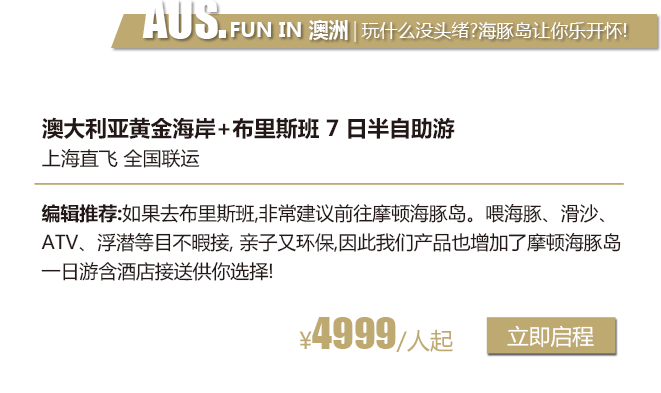 AUS. FUN IN 澳洲|玩什么没头绪?海豚岛让你乐开怀!
澳大利亚黄金海岸+布里斯班 7 日半自助游
上海直飞 全国联运
编辑推荐:如果去布里斯班,非常建议前往摩顿海豚岛。喂海豚、滑沙、
ATV、浮潜等目不暇接, 亲子又环保,因此我们产品也增加了摩顿海豚岛
一日游含酒店接送供你选择!
¥4999/人起
立即启程